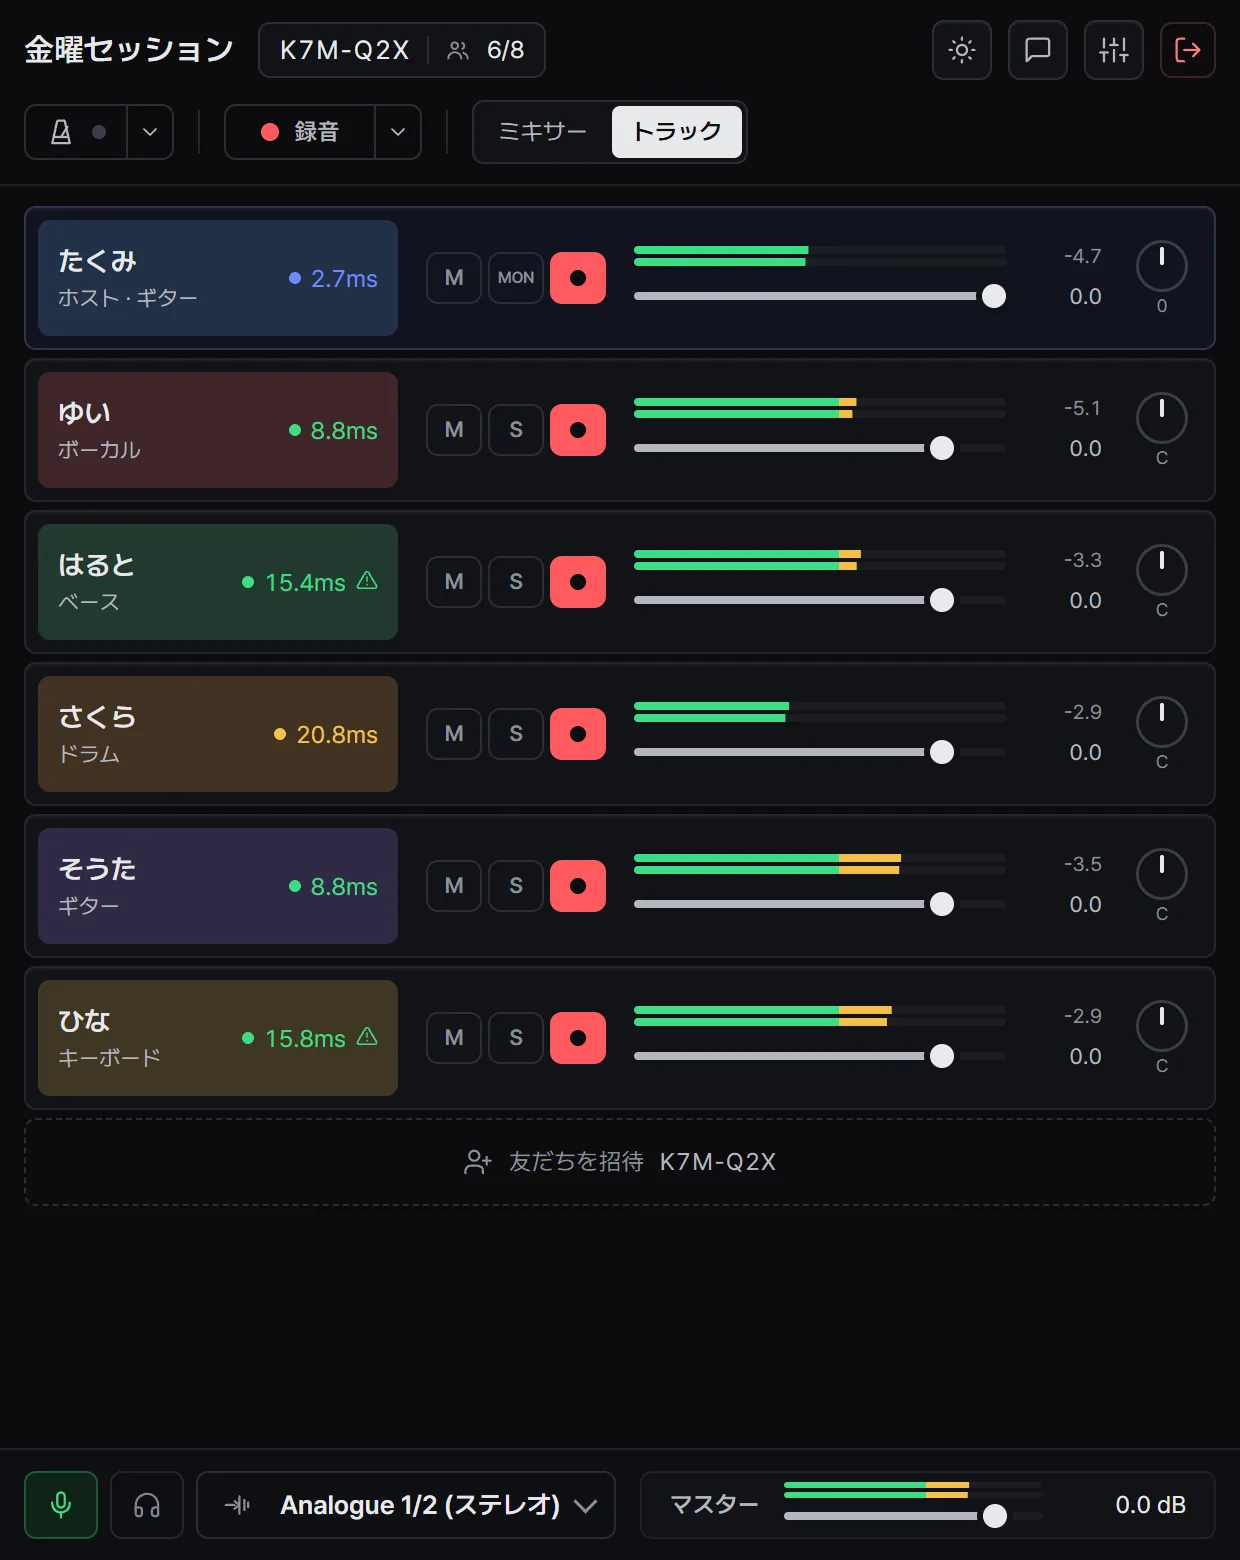 金曜セッション
K7M-Q2X 6/8
録音
ミキサー
トラック
たくみ
ホスト · ギター
2.7ms
M MON
-4.7
0.0
0
ゆい
ボーカル
8.8ms
M S
-5.1
0.0
C
はると
ベース
15.4ms
M S
-3.3
0.0
C
さくら
ドラム
20.8ms
M S
-2.9
0.0
C
そうた
ギター
8.8ms
M S
-3.5
0.0
C
ひな
キーボード
15.8ms
M S
-2.9
0.0
C
友だちを招待 K7M-Q2X
Analogue 1/2 (ステレオ)
マスター
0.0 dB